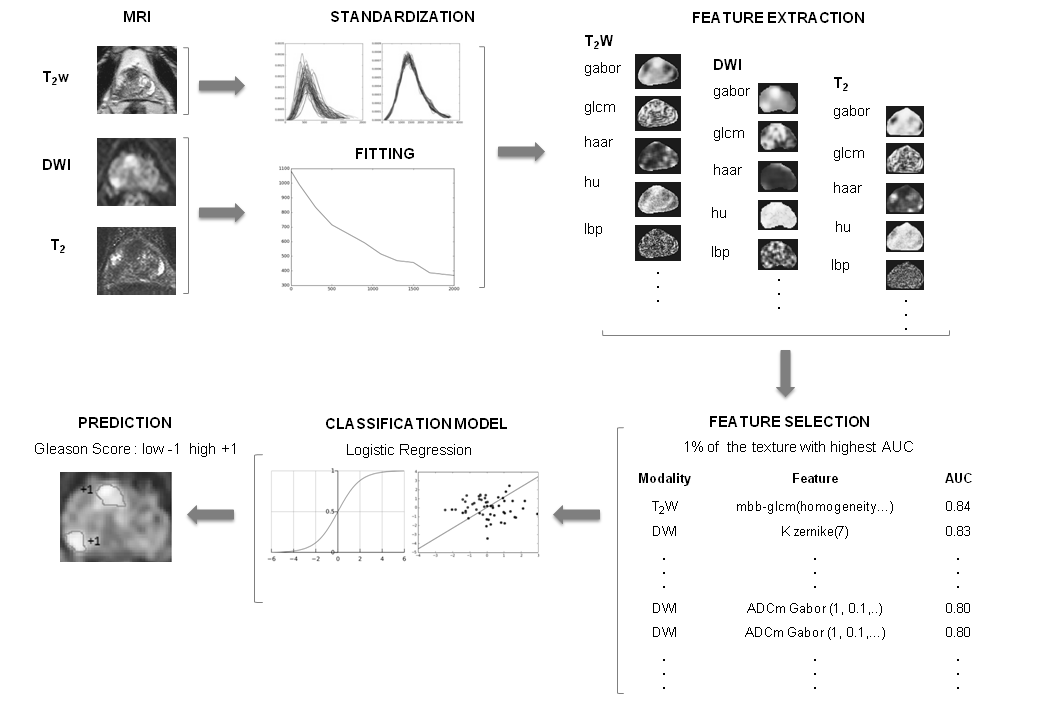 MRI
STANDARDIZATION
FEATURE EXTRACTION
T2W
DWI
T2
FITTING
1100
1000
900
800
700
600
500
400
300
0
500
1000
1500
2000
T2W
gabor
glcm
haar
hu
lbp
DWI
gabor
glcm
haar
hu
lbp
T2
gabor
glcm
haar
hu
lbp
FEATURE SELECTION
1% of the texture with highest AUC
Modality Feature AUC
T2W mbb-glcm(homogeneity...) 0.84
DWI K zernike(7) 0.83
DWI ADCm Gabor (1, 0.1,..) 0.80
DWI ADCm Gabor (1, 0.1,...) 0.80
CLASSIFICATION MODEL
Logistic Regression
1
0.5
0
-6 -4 -2 0 2 4 6
PREDICTION
Gleason Score : low -1 high +1
+1
+1